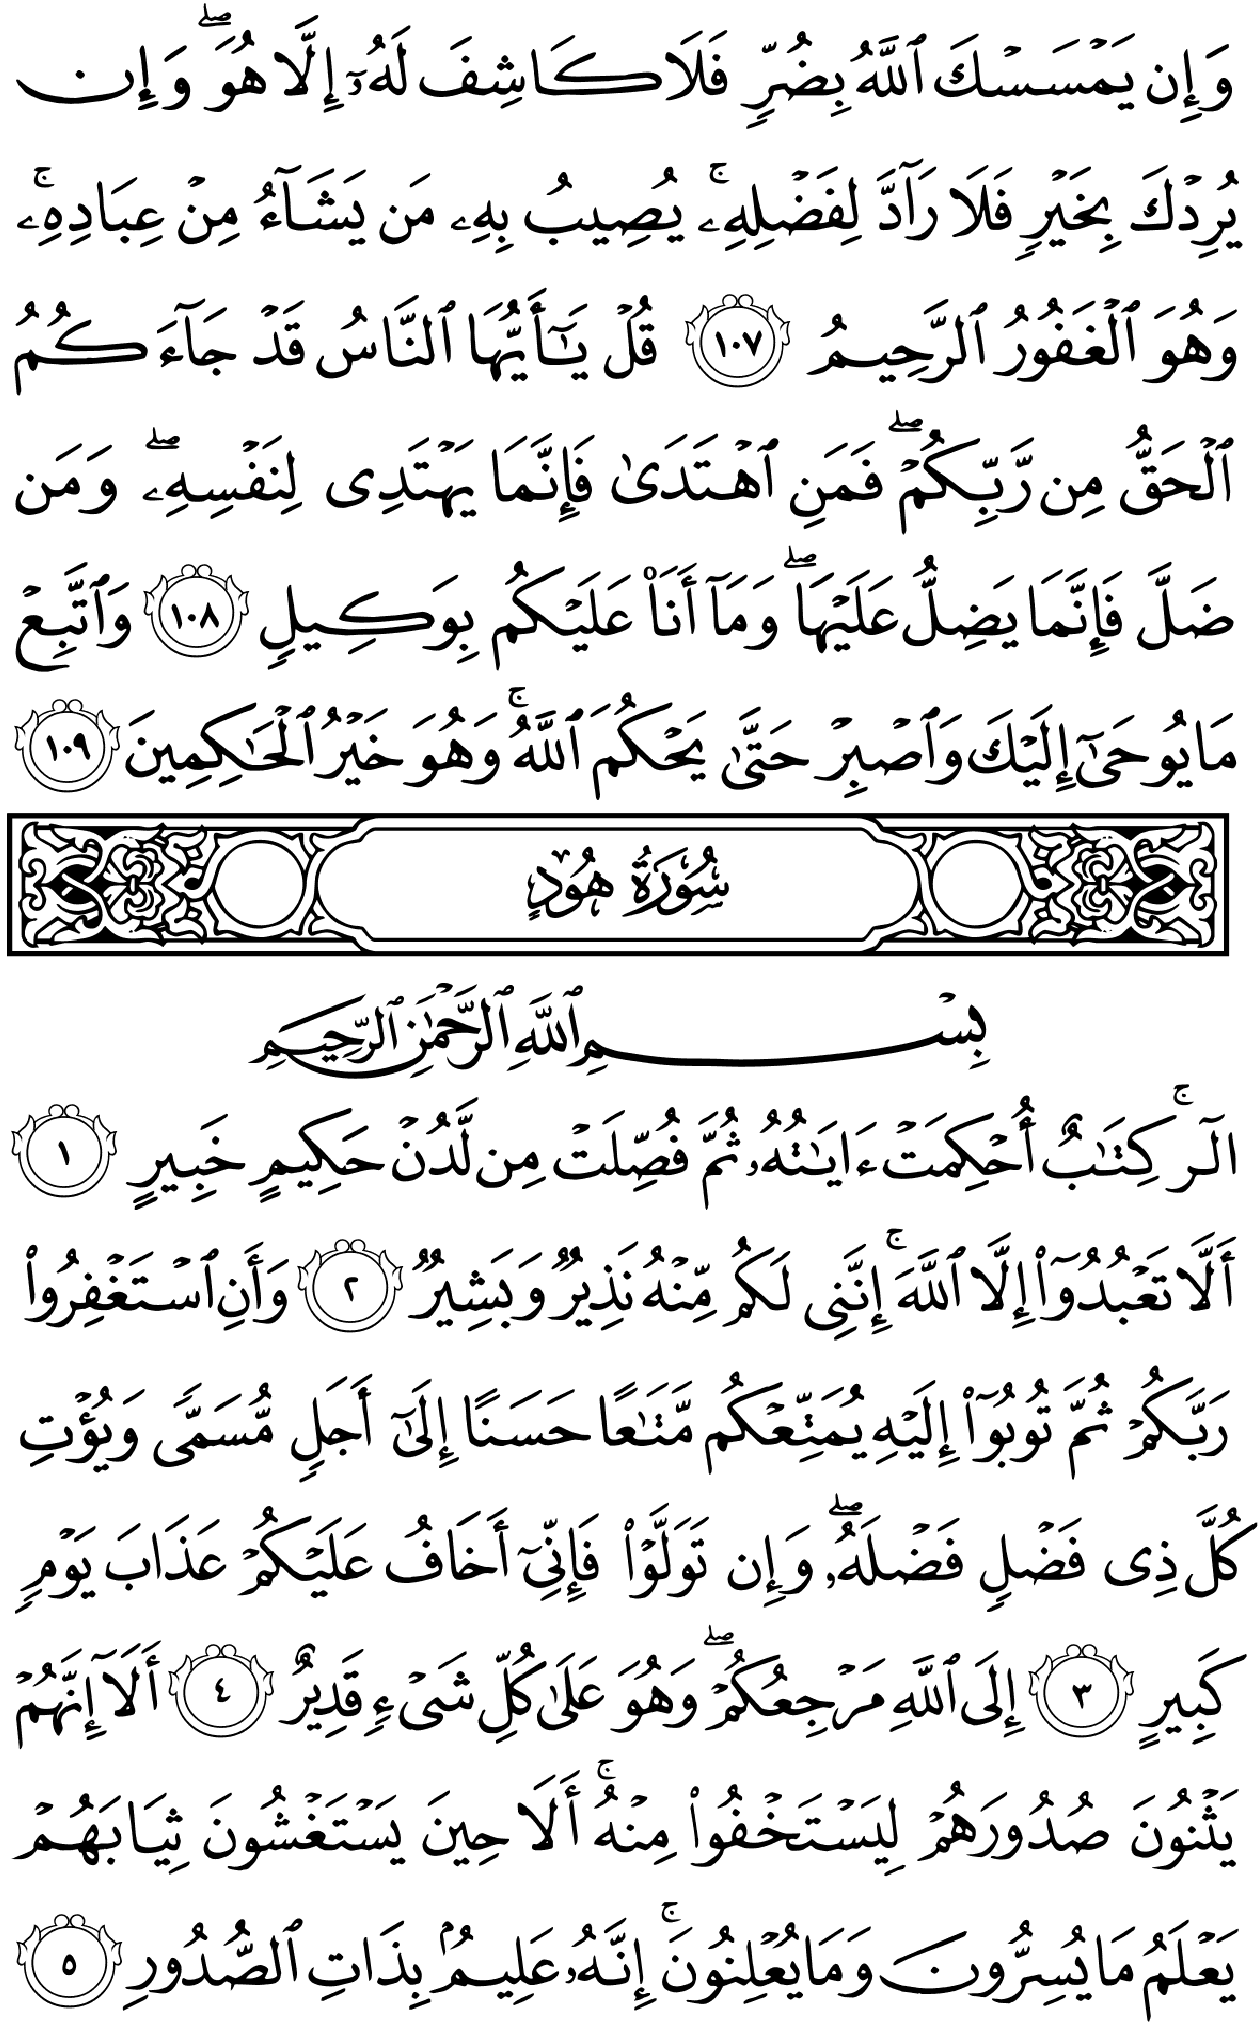 وَإِن يَمْسَسْكَ ٱللَّهُ بِضُرٍّ فَلَا كَاشِفَ لَهُۥٓ إِلَّا هُوَ ۖ وَإِن
يُرِدْكَ بِخَيْرٍ فَلَا رَآدَّ لِفَضْلِهِۦ ۚ يُصِيبُ بِهِۦ مَن يَشَآءُ مِنْ عِبَادِهِۦ ۚ
وَهُوَ ٱلْغَفُورُ ٱلرَّحِيمُ ١٠٧ قُلْ يَـٰٓأَيُّهَا ٱلنَّاسُ قَدْ جَآءَكُمُ
ٱلْحَقُّ مِن رَّبِّكُمْ ۖ فَمَنِ ٱهْتَدَىٰ فَإِنَّمَا يَهْتَدِى لِنَفْسِهِۦ ۖ وَمَن
ضَلَّ فَإِنَّمَا يَضِلُّ عَلَيْهَا ۖ وَمَآ أَنَا۠ عَلَيْكُم بِوَكِيلٍ ١٠٨ وَٱتَّبِعْ
مَا يُوحَىٰٓ إِلَيْكَ وَٱصْبِرْ حَتَّىٰ يَحْكُمَ ٱللَّهُ ۚ وَهُوَ خَيْرُ ٱلْحَـٰكِمِينَ ١٠٩
سُورَةُ هُودٍ
بِسْمِ ٱللَّهِ ٱلرَّحْمَـٰنِ ٱلرَّحِيمِ
الٓر ۚ كِتَـٰبٌ أُحْكِمَتْ ءَايَـٰتُهُۥ ثُمَّ فُصِّلَتْ مِن لَّدُنْ حَكِيمٍ خَبِيرٍ ١
أَلَّا تَعْبُدُوٓا۟ إِلَّا ٱللَّهَ ۚ إِنَّنِى لَكُم مِّنْهُ نَذِيرٌ وَبَشِيرٌ ٢ وَأَنِ ٱسْتَغْفِرُوا۟
رَبَّكُمْ ثُمَّ تُوبُوٓا۟ إِلَيْهِ يُمَتِّعْكُم مَّتَـٰعًا حَسَنًا إِلَىٰٓ أَجَلٍ مُّسَمًّى وَيُؤْتِ
كُلَّ ذِى فَضْلٍ فَضْلَهُۥ ۖ وَإِن تَوَلَّوْا۟ فَإِنِّىٓ أَخَافُ عَلَيْكُمْ عَذَابَ يَوْمٍ
كَبِيرٍ ٣ إِلَى ٱللَّهِ مَرْجِعُكُمْ ۖ وَهُوَ عَلَىٰ كُلِّ شَىْءٍ قَدِيرٌ ٤ أَلَآ إِنَّهُمْ
يَثْنُونَ صُدُورَهُمْ لِيَسْتَخْفُوا۟ مِنْهُ ۚ أَلَا حِينَ يَسْتَغْشُونَ ثِيَابَهُمْ
يَعْلَمُ مَا يُسِرُّونَ وَمَا يُعْلِنُونَ ۚ إِنَّهُۥ عَلِيمٌۢ بِذَاتِ ٱلصُّدُورِ ٥